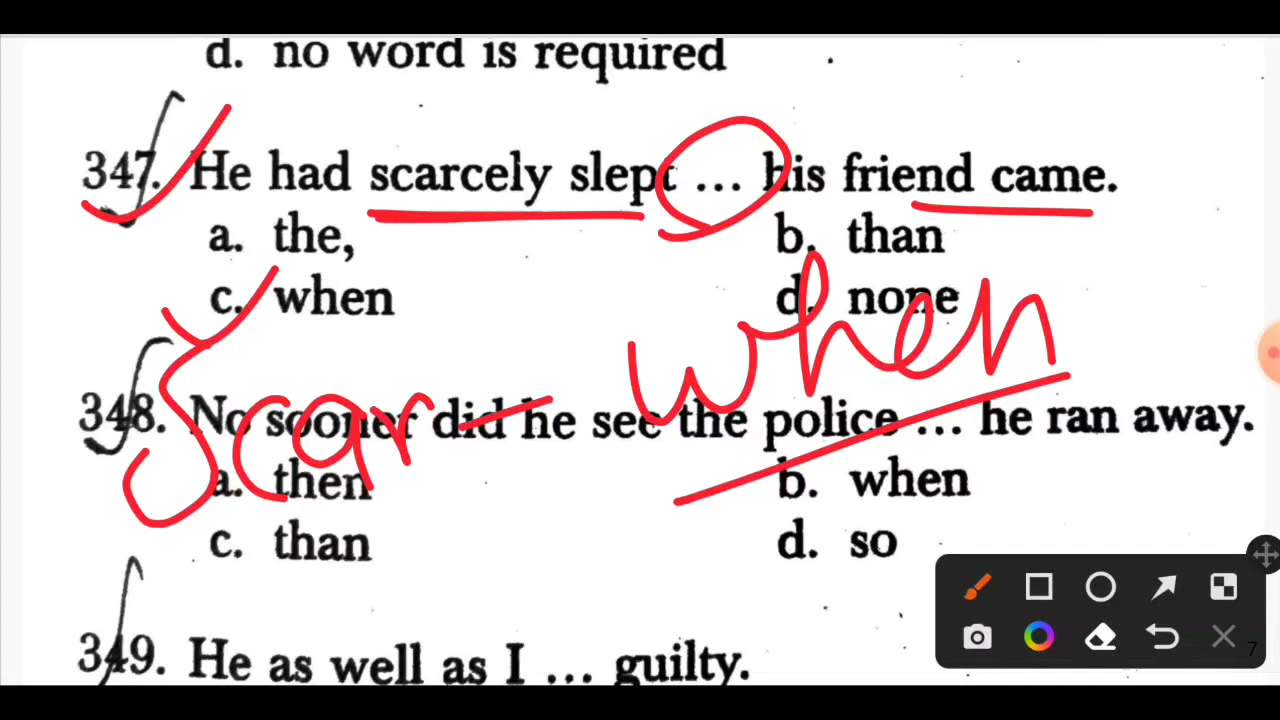 d. no word is required
347. He had scarcely slept ... his friend came.
a. the, b. than
c. when d. none
Scar — when
348. No sooner did he see the police ... he ran away.
a. then b. when
c. than d. so
349. He as well as I ... guilty.
7